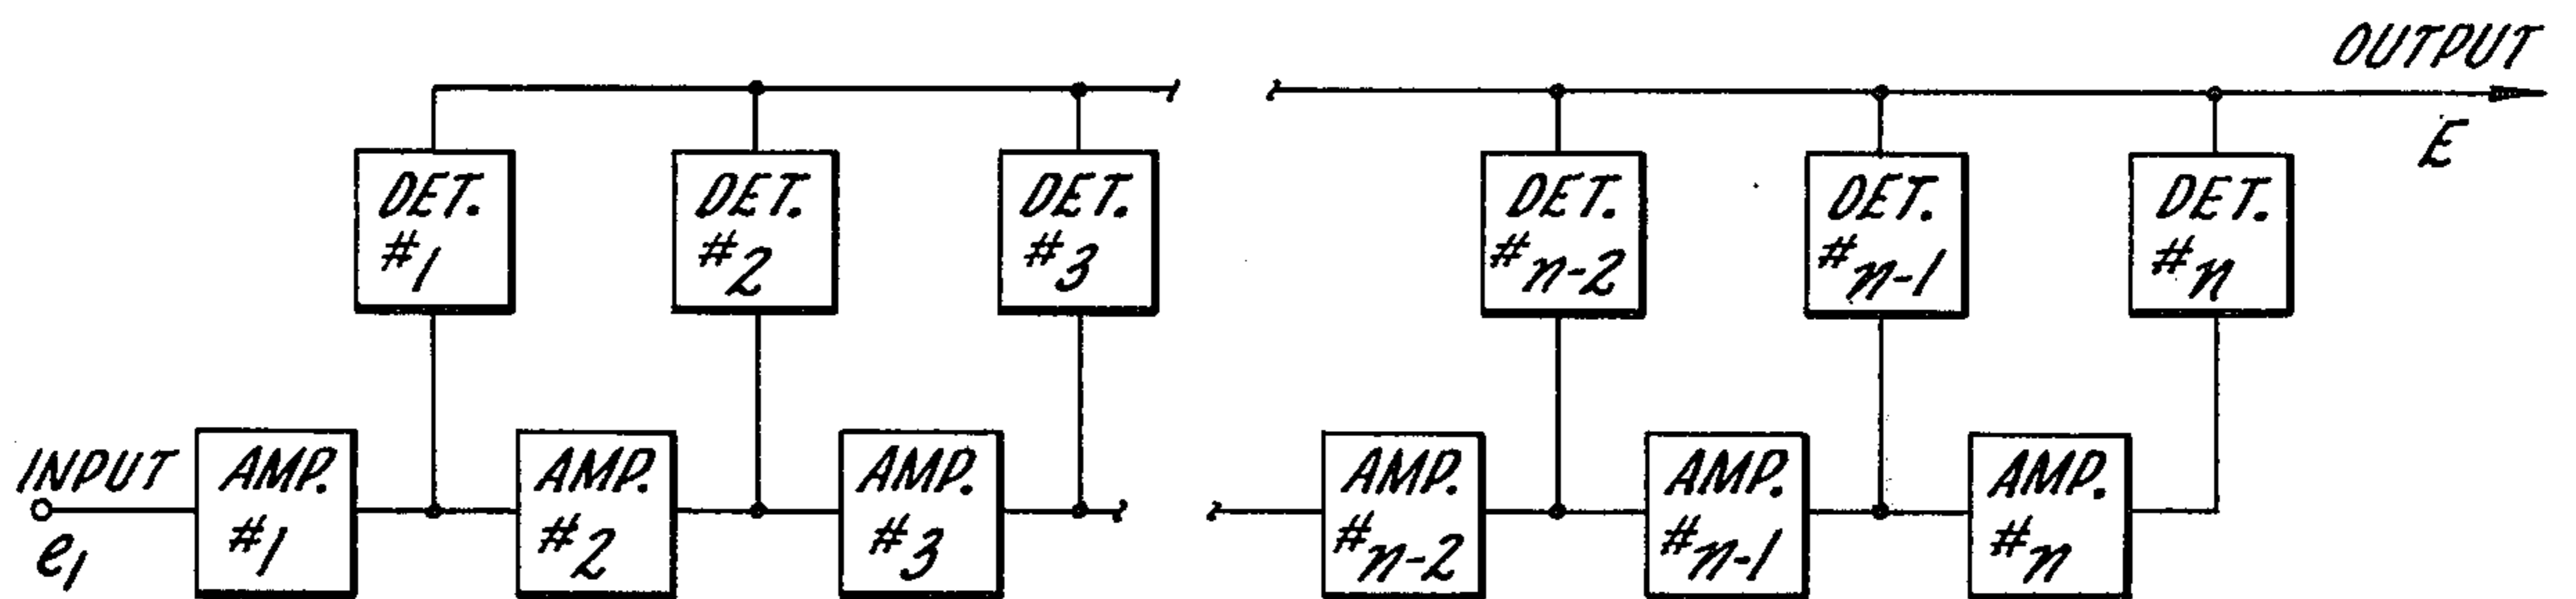 OUTPUT
E
DET.
#1
DET.
#2
DET.
#3
DET.
#n-2
DET.
#n-1
DET.
#n
INPUT
e1
AMP.
#1
AMP.
#2
AMP.
#3
AMP.
#n-2
AMP.
#n-1
AMP.
#n